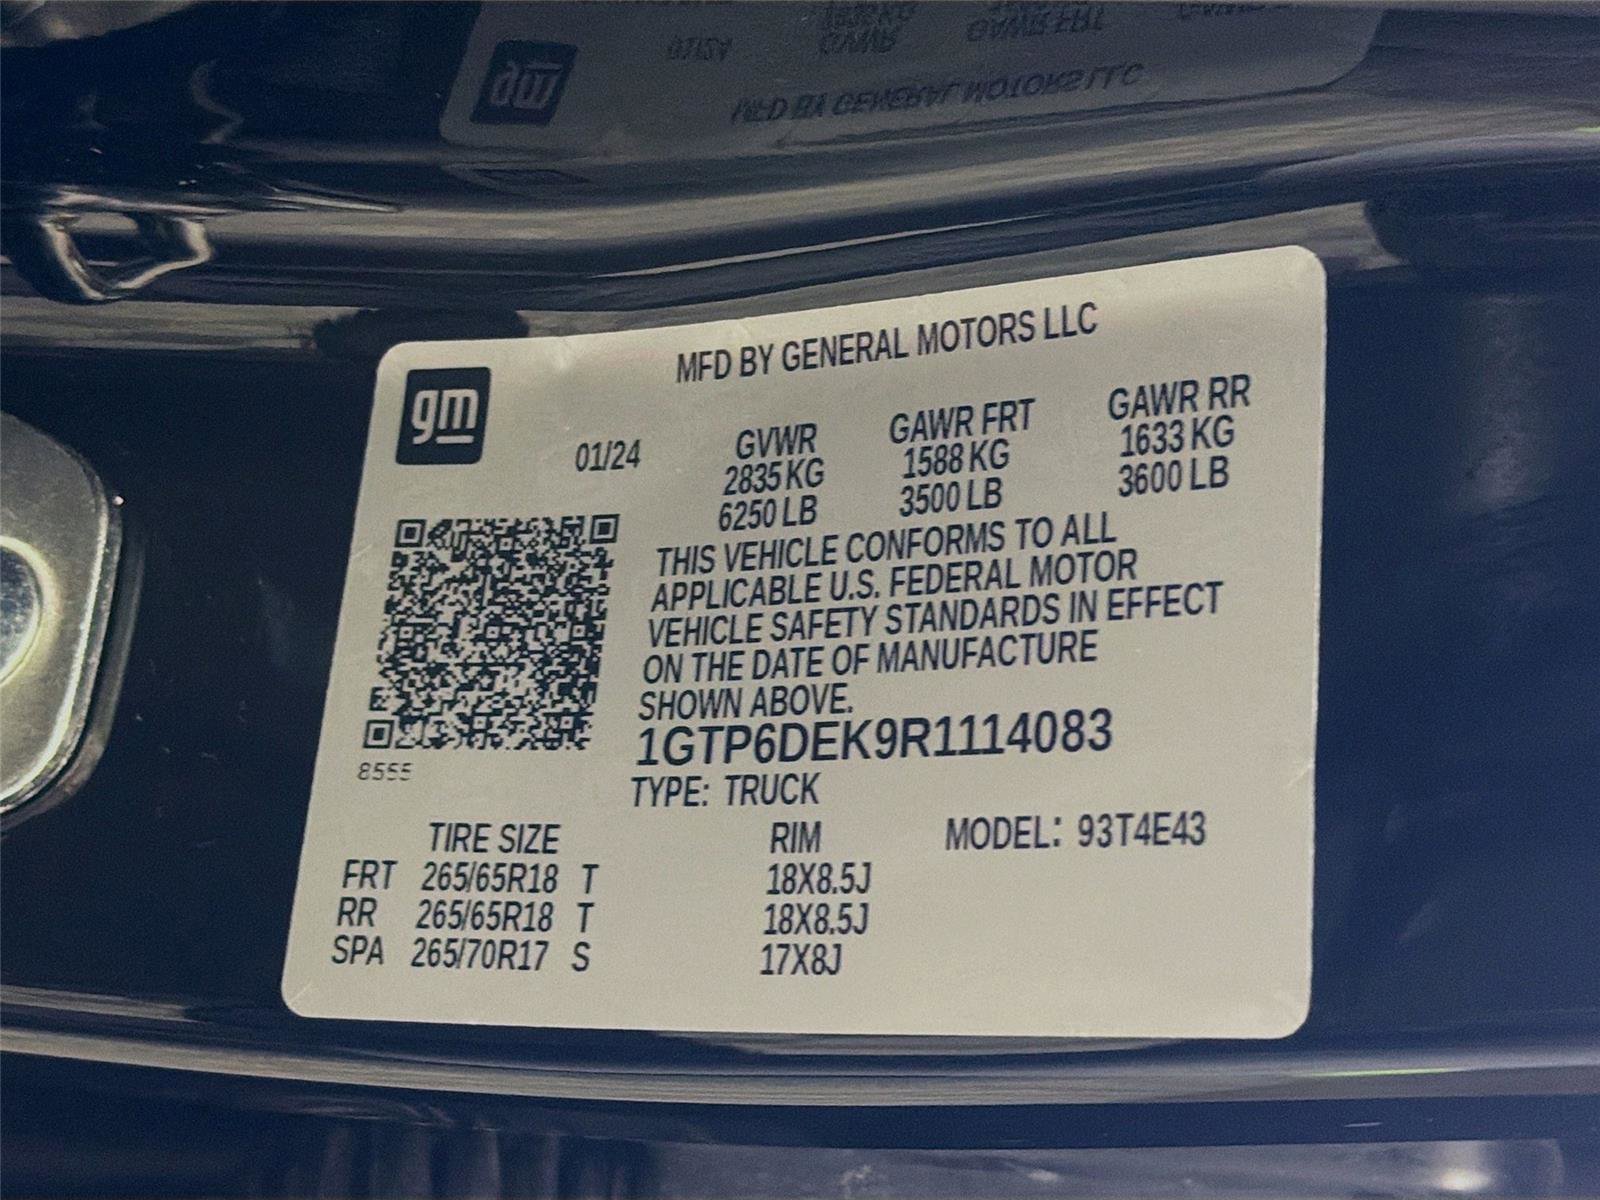 MFD BY GENERAL MOTORS LLC
gm
01/24
GVWR GAWR FRT GAWR RR
2835 KG 1588 KG 1633 KG
6250 LB 3500 LB 3600 LB
THIS VEHICLE CONFORMS TO ALL
APPLICABLE U.S. FEDERAL MOTOR
VEHICLE SAFETY STANDARDS IN EFFECT
ON THE DATE OF MANUFACTURE
SHOWN ABOVE.
1GTP6DEK9R1114083
8555
TYPE: TRUCK
TIRE SIZE RIM MODEL: 93T4E43
FRT 265/65R18 T 18X8.5J
RR 265/65R18 T 18X8.5J
SPA 265/70R17 S 17X8J